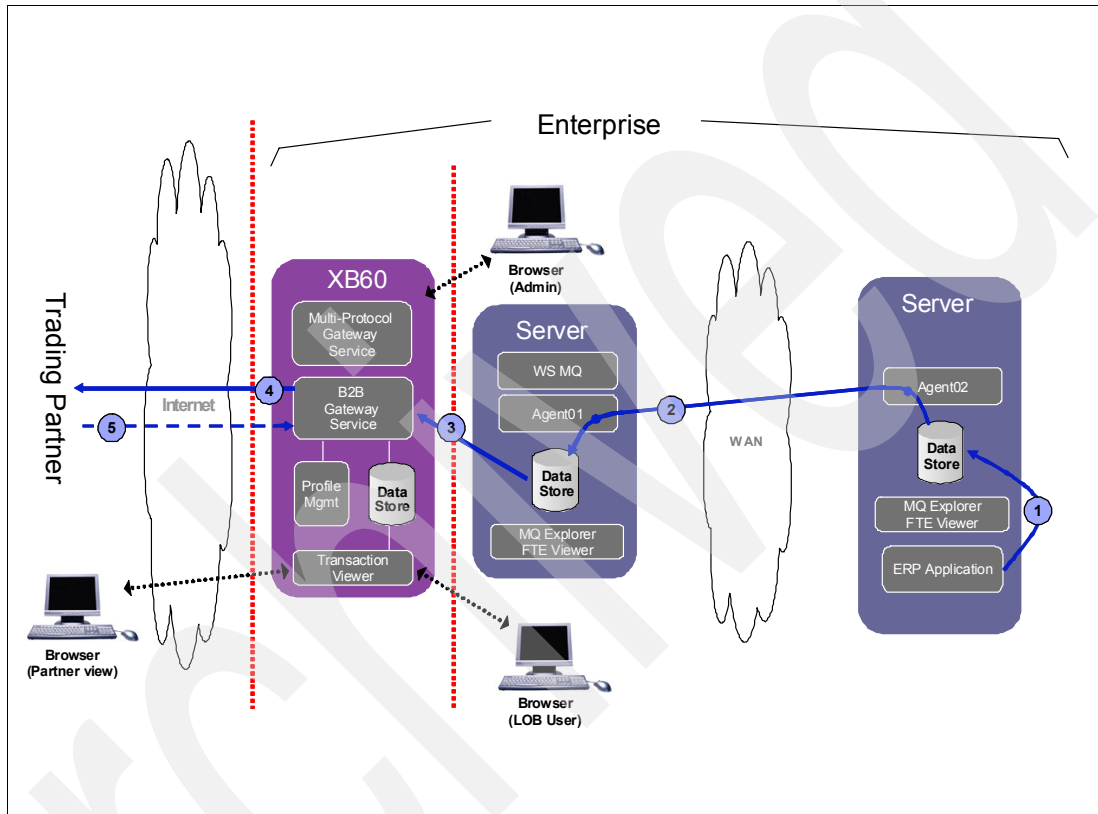 Enterprise
Trading Partner
Internet
XB60
Multi-Protocol
Gateway
Service
B2B
Gateway
Service
Profile
Mgmt
Data
Store
Transaction
Viewer
4
5
3
Browser
(Admin)
Server
WS MQ
Agent01
Data
Store
MQ Explorer
FTE Viewer
2
WAN
Server
Agent02
Data
Store
MQ Explorer
FTE Viewer
ERP Application
1
Browser
(Partner view)
Browser
(LOB User)